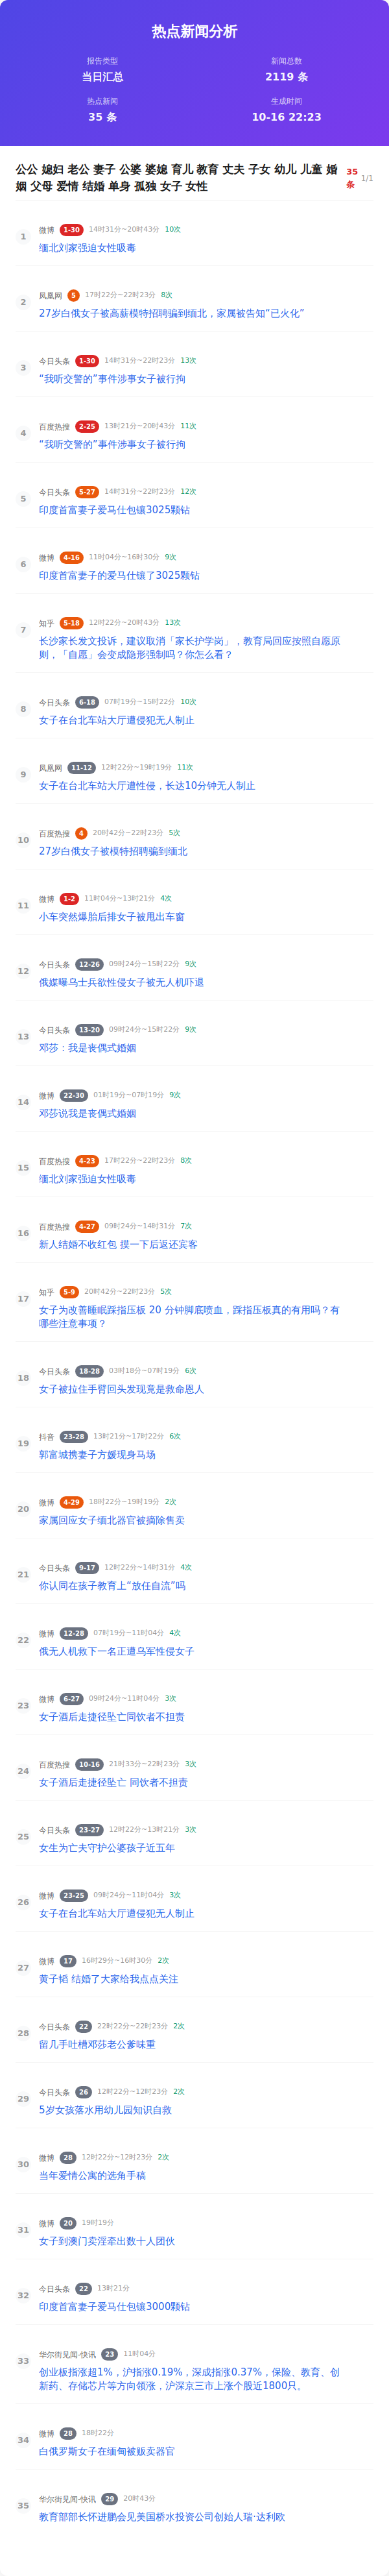 热点新闻分析
报告类型
当日汇总
新闻总数
2119 条
热点新闻
35 条
生成时间
10-16 22:23
公公 媳妇 老公 妻子 公婆 婆媳 育儿 教育 丈夫 子女 幼儿 儿童 婚
姻 父母 爱情 结婚 单身 孤独 女子 女性
35
条
1/1
1
微博 1-30 14时31分~20时43分 10次
缅北刘家强迫女性吸毒
2
凤凰网 5 17时22分~22时23分 8次
27岁白俄女子被高薪模特招聘骗到缅北，家属被告知“已火化”
3
今日头条 1-30 14时31分~22时23分 13次
“我听交警的”事件涉事女子被行拘
4
百度热搜 2-25 13时21分~20时43分 11次
“我听交警的”事件涉事女子被行拘
5
今日头条 5-27 14时31分~22时23分 12次
印度首富妻子爱马仕包镶3025颗钻
6
微博 4-16 11时04分~16时30分 9次
印度首富妻子的爱马仕镶了3025颗钻
7
知乎 5-18 12时22分~20时43分 13次
长沙家长发文投诉，建议取消「家长护学岗」，教育局回应按照自愿原
则，「自愿」会变成隐形强制吗？你怎么看？
8
今日头条 6-18 07时19分~15时22分 10次
女子在台北车站大厅遭侵犯无人制止
9
凤凰网 11-12 12时22分~19时19分 11次
女子在台北车站大厅遭性侵，长达10分钟无人制止
10
百度热搜 4 20时42分~22时23分 5次
27岁白俄女子被模特招聘骗到缅北
11
微博 1-2 11时04分~13时21分 4次
小车突然爆胎后排女子被甩出车窗
12
今日头条 12-26 09时24分~15时22分 9次
俄媒曝乌士兵欲性侵女子被无人机吓退
13
今日头条 13-20 09时24分~15时22分 9次
邓莎：我是丧偶式婚姻
14
微博 22-30 01时19分~07时19分 9次
邓莎说我是丧偶式婚姻
15
百度热搜 4-23 17时22分~22时23分 8次
缅北刘家强迫女性吸毒
16
百度热搜 4-27 09时24分~14时31分 7次
新人结婚不收红包 摸一下后返还宾客
17
知乎 5-9 20时42分~22时23分 5次
女子为改善睡眠踩指压板 20 分钟脚底喷血，踩指压板真的有用吗？有
哪些注意事项？
18
今日头条 18-28 03时18分~07时19分 6次
女子被拉住手臂回头发现竟是救命恩人
19
抖音 23-28 13时21分~17时22分 6次
郭富城携妻子方媛现身马场
20
微博 4-29 18时22分~19时19分 2次
家属回应女子缅北器官被摘除售卖
21
今日头条 9-17 12时22分~14时31分 4次
你认同在孩子教育上“放任自流”吗
22
微博 12-28 07时19分~11时04分 4次
俄无人机救下一名正遭乌军性侵女子
23
微博 6-27 09时24分~11时04分 3次
女子酒后走捷径坠亡同饮者不担责
24
百度热搜 10-16 21时33分~22时23分 3次
女子酒后走捷径坠亡 同饮者不担责
25
今日头条 23-27 12时22分~13时21分 3次
女生为亡夫守护公婆孩子近五年
26
微博 23-25 09时24分~11时04分 3次
女子在台北车站大厅遭侵犯无人制止
27
微博 17 16时29分~16时30分 2次
黄子韬 结婚了大家给我点点关注
28
今日头条 22 22时22分~22时23分 2次
留几手吐槽邓莎老公爹味重
29
今日头条 26 12时22分~12时23分 2次
5岁女孩落水用幼儿园知识自救
30
微博 28 12时22分~12时23分 2次
当年爱情公寓的选角手稿
31
微博 20 19时19分
女子到澳门卖淫牵出数十人团伙
32
今日头条 22 13时21分
印度首富妻子爱马仕包镶3000颗钻
33
华尔街见闻-快讯 23 11时04分
创业板指涨超1%，沪指涨0.19%，深成指涨0.37%，保险、教育、创
新药、存储芯片等方向领涨，沪深京三市上涨个股近1800只。
34
微博 28 18时22分
白俄罗斯女子在缅甸被贩卖器官
35
华尔街见闻-快讯 29 20时43分
教育部部长怀进鹏会见美国桥水投资公司创始人瑞·达利欧